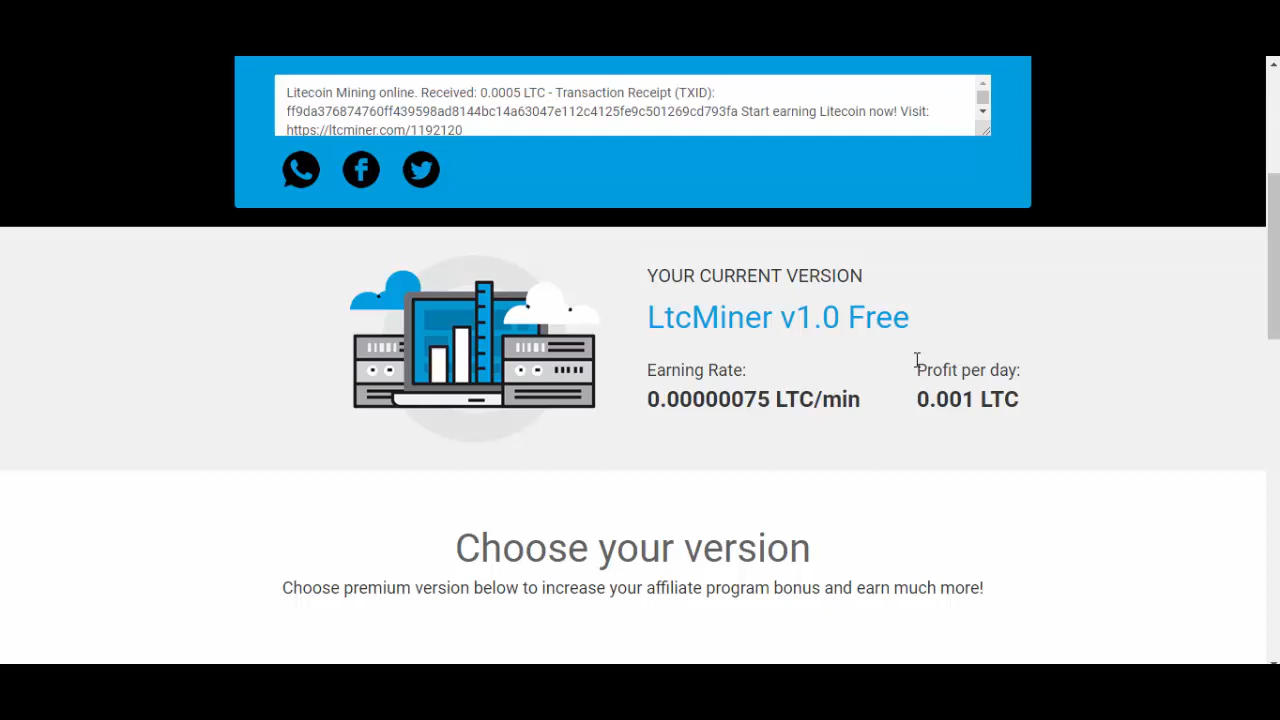 Litecoin Mining online. Received: 0.0005 LTC - Transaction Receipt (TXID):
ff9da376874760ff439598ad8144bc14a63047e112c4125fe9c501269cd793fa Start earning Litecoin now! Visit:
https://ltcminer.com/1192120
YOUR CURRENT VERSION
LtcMiner v1.0 Free
Earning Rate:
0.00000075 LTC/min
Profit per day:
0.001 LTC
Choose your version
Choose premium version below to increase your affiliate program bonus and earn much more!